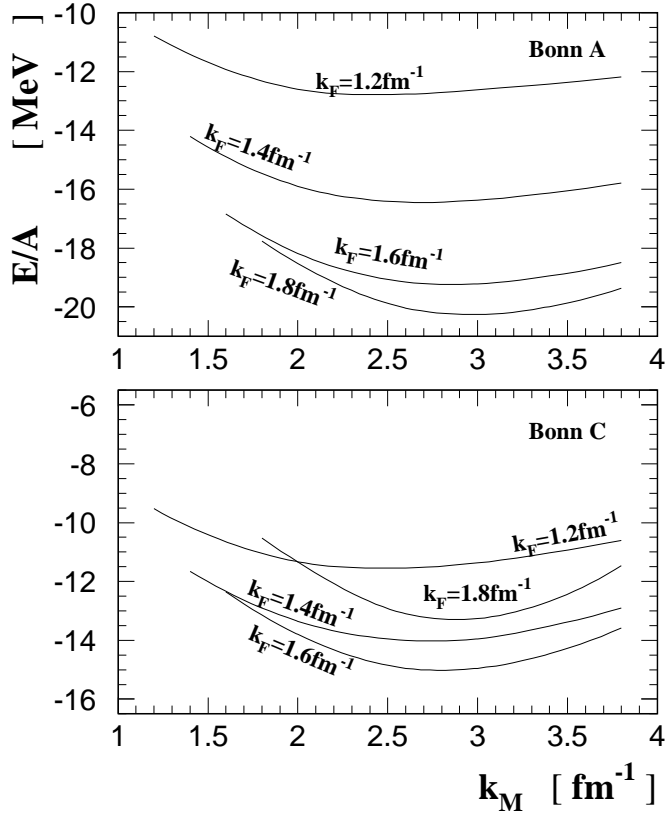 -10
-12
-14
-16
-18
-20
E/A [ MeV ]
Bonn A
k_F=1.2fm^-1
k_F=1.4fm^-1
k_F=1.6fm^-1
k_F=1.8fm^-1
1 1.5 2 2.5 3 3.5 4
-6
-8
-10
-12
-14
-16
Bonn C
k_F=1.2fm^-1
k_F=1.8fm^-1
k_F=1.4fm^-1
k_F=1.6fm^-1
1 1.5 2 2.5 3 3.5 4
k_M [ fm^-1 ]